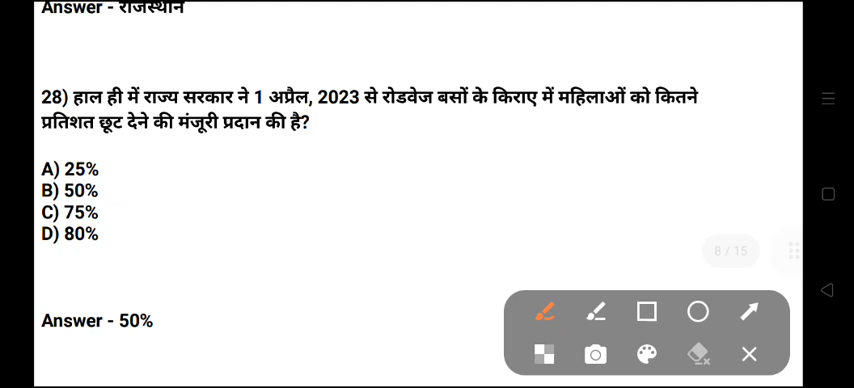 Answer - राजस्थान
28) हाल ही में राज्य सरकार ने 1 अप्रैल, 2023 से रोडवेज बसों के किराए में महिलाओं को कितने
प्रतिशत छूट देने की मंजूरी प्रदान की है?
A) 25%
B) 50%
C) 75%
D) 80%
8 / 15
Answer - 50%